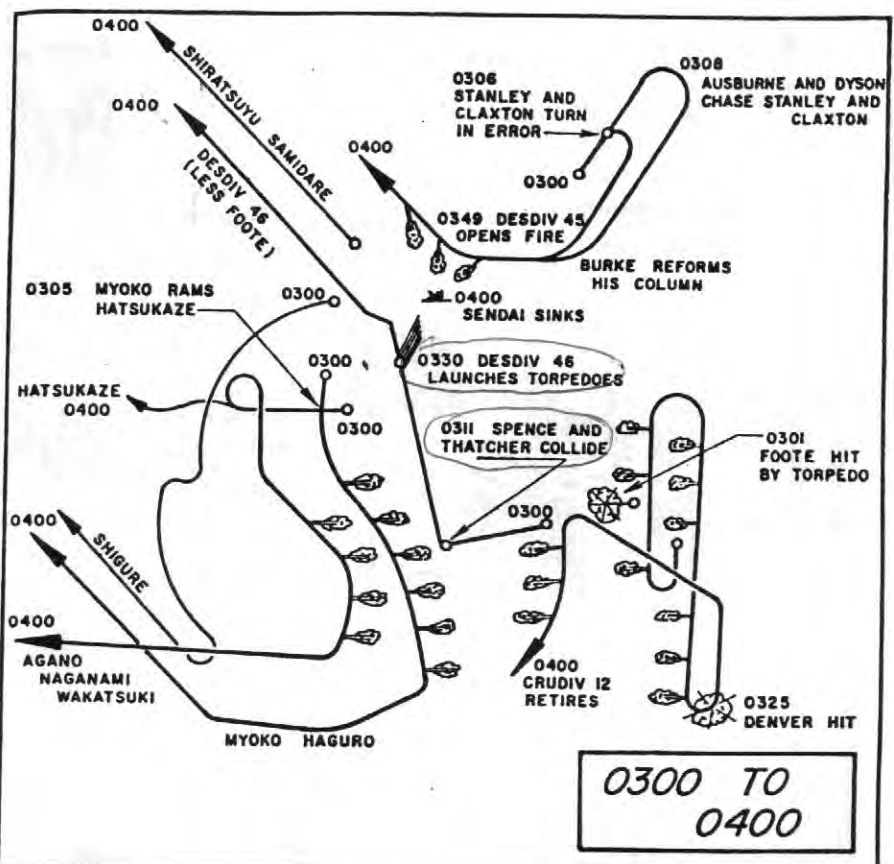 0400
SHIRATSUYU SAMIDARE
0400
DESDIV 46
(LESS FOOTE)
0306
STANLEY AND
CLAXTON TURN
IN ERROR
0308
AUSBURNE AND DYSON
CHASE STANLEY AND
CLAXTON
0400
0300
0349 DESDIV 45
OPENS FIRE
BURKE REFORMS
HIS COLUMN
0305 MYOKO RAMS
HATSUKAZE
0300
0400
SENDAI SINKS
0300
0330 DESDIV 46
LAUNCHES TORPEDOES
HATSUKAZE
0400
0300
0311 SPENCE AND
THATCHER COLLIDE
0301
FOOTE HIT
BY TORPEDO
0300
0400
SHIGURE
0400
AGANO
NAGANAMI
WAKATSUKI
0400
CRUDIV 12
RETIRES
0325
DENVER HIT
MYOKO HAGURO
0300 TO
0400